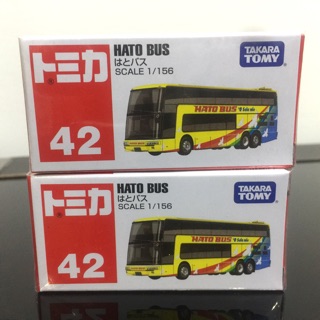 トミカ
42
HATO BUS
はとバス
SCALE 1/156
TAKARA
TOMY
HATO BUS
トミカ
42
HATO BUS
はとバス
SCALE 1/156
TAKARA
TOMY
HATO BUS